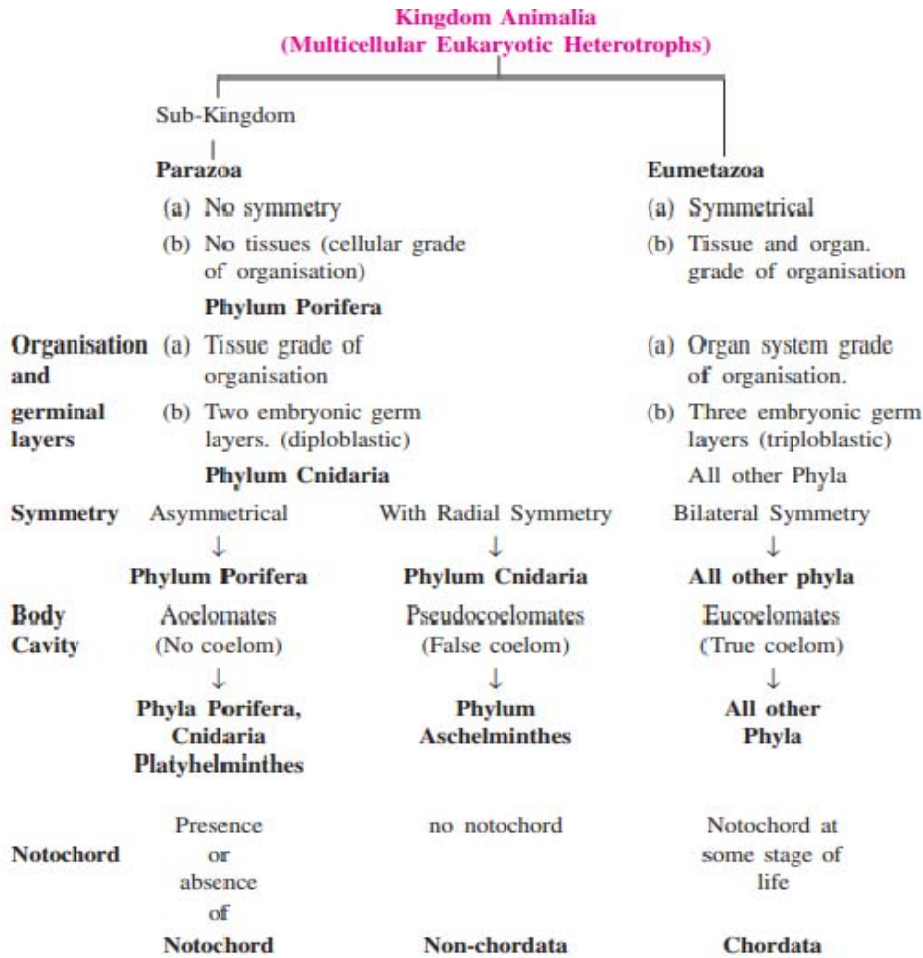 Kingdom Animalia
(Multicellular Eukaryotic Heterotrophs)
Sub-Kingdom
Parazoa Eumetazoa
(a) No symmetry (a) Symmetrical
(b) No tissues (cellular grade (b) Tissue and organ.
of organisation) grade of organisation
Phylum Porifera
Organisation (a) Tissue grade of (a) Organ system grade
and organisation of organisation.
germinal (b) Two embryonic germ (b) Three embryonic germ
layers layers. (diploblastic) layers (triploblastic)
Phylum Cnidaria All other Phyla
Symmetry Asymmetrical With Radial Symmetry Bilateral Symmetry
↓ ↓ ↓
Phylum Porifera Phylum Cnidaria All other phyla
Body Aoelomates Pseudocoelomates Eucoelomates
Cavity (No coelom) (False coelom) (True coelom)
↓ ↓ ↓
Phyla Porifera, Phylum All other
Cnidaria Aschelminthes Phyla
Platyhelminthes
Presence no notochord Notochord at
Notochord or some stage of
absence life
of
Notochord Non-chordata Chordata